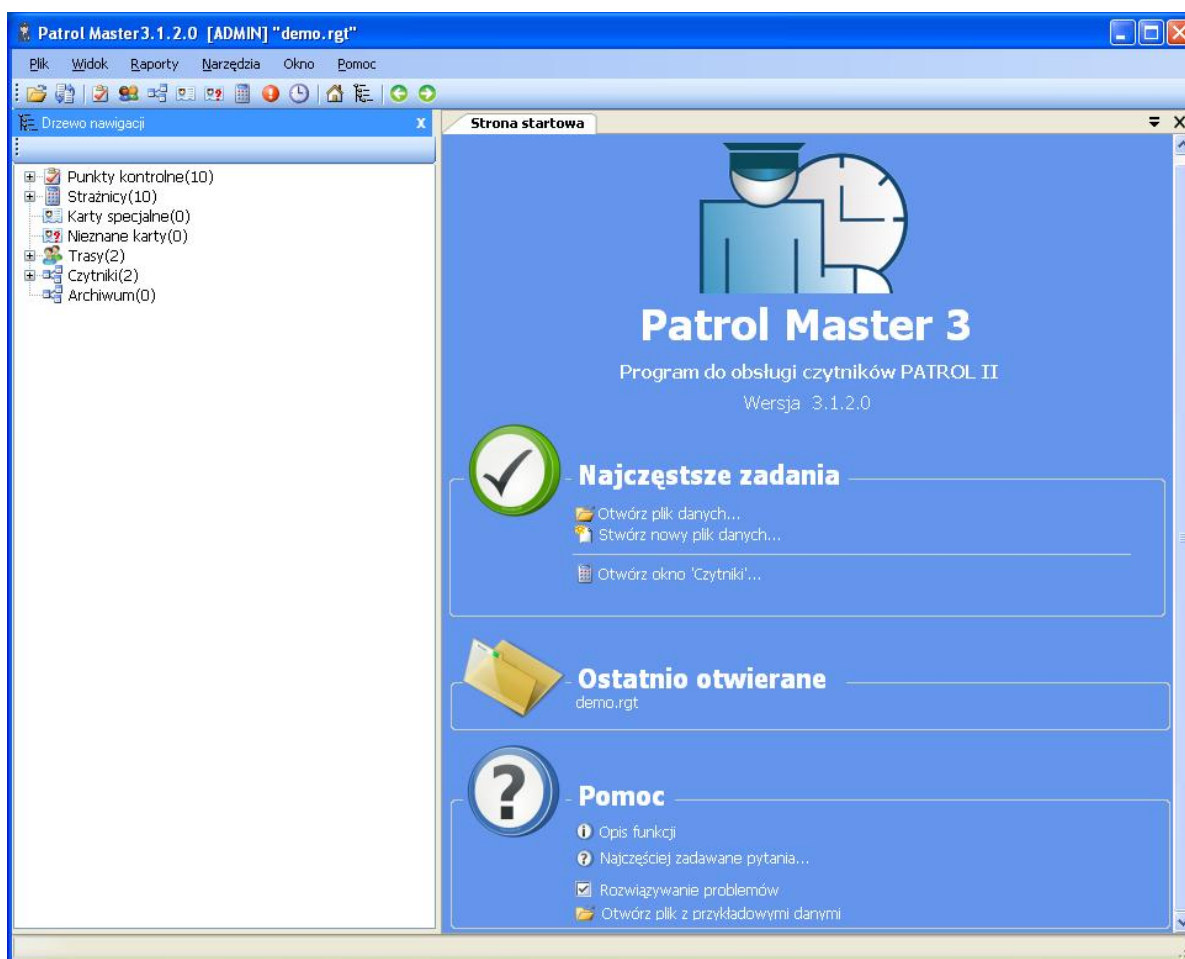 Patrol Master3.1.2.0 [ADMIN] "demo.rgt"
Plik Widok Raporty Narzędzia Okno Pomoc
Drzewo nawigacji
Punkty kontrolne(10)
Strażnicy(10)
Karty specjalne(0)
Nieznane karty(0)
Trasy(2)
Czytniki(2)
Archiwum(0)
Strona startowa
Patrol Master 3
Program do obsługi czytników PATROL II
Wersja 3.1.2.0
Najczęstsze zadania
Otwórz plik danych...
Stwórz nowy plik danych...
Otwórz okno 'Czytniki'...
Ostatnio otwierane
demo.rgt
Pomoc
Opis funkcji
Najczęściej zadawane pytania...
Rozwiązywanie problemów
Otwórz plik z przykładowymi danymi